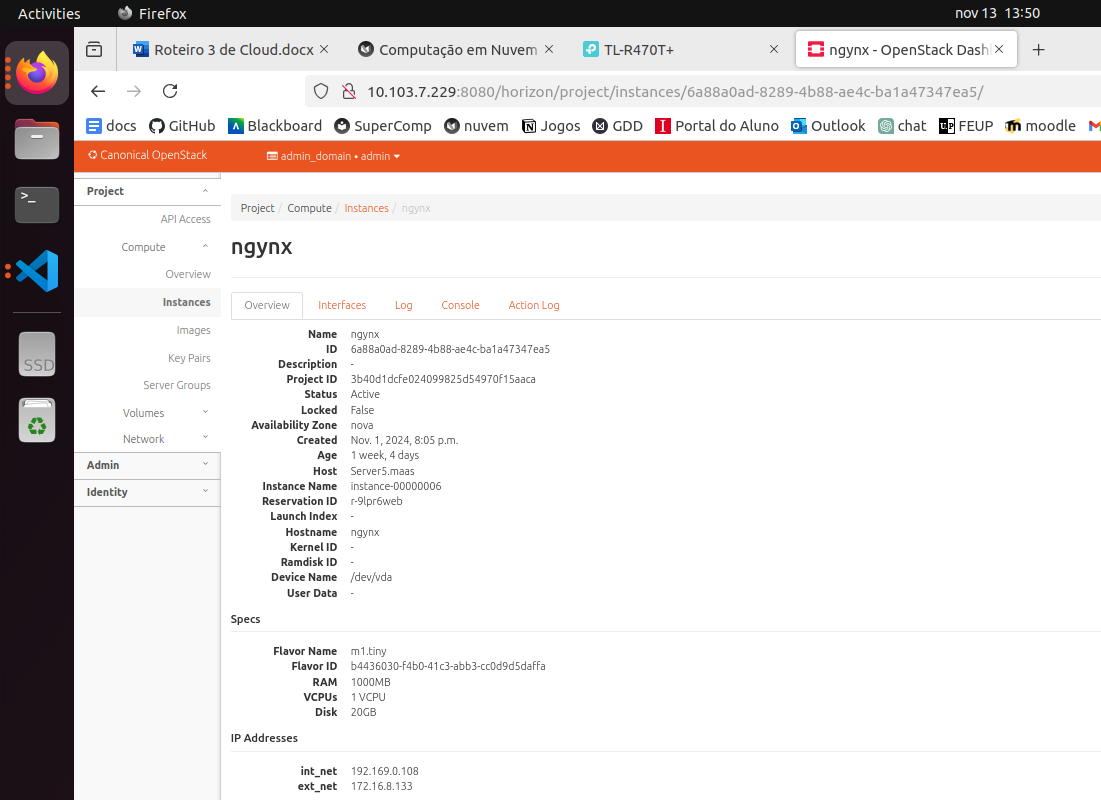 Activities Firefox nov 13 13:50
Roteiro 3 de Cloud.docx Computação em Nuvem TL-R470T+ ngynx - OpenStack Dashl
10.103.7.229:8080/horizon/project/instances/6a88a0ad-8289-4b88-ae4c-ba1a47347ea5/
docs GitHub Blackboard SuperComp nuvem Jogos GDD Portal do Aluno Outlook chat FEUP moodle
Canonical OpenStack admin_domain • admin
Project
API Access
Compute
Overview
Instances
Images
Key Pairs
Server Groups
Volumes
Network
Admin
Identity
SSD
Project / Compute / Instances / ngynx
ngynx
Overview Interfaces Log Console Action Log
Name ngynx
ID 6a88a0ad-8289-4b88-ae4c-ba1a47347ea5
Description -
Project ID 3b40d1dcfe024099825d54970f15aaca
Status Active
Locked False
Availability Zone nova
Created Nov. 1, 2024, 8:05 p.m.
Age 1 week, 4 days
Host Server5.maas
Instance Name instance-00000006
Reservation ID r-9lpr6web
Launch Index -
Hostname ngynx
Kernel ID -
Ramdisk ID -
Device Name /dev/vda
User Data -
Specs
Flavor Name m1.tiny
Flavor ID b4436030-f4b0-41c3-abb3-cc0d9d5daffa
RAM 1000MB
VCPUs 1 VCPU
Disk 20GB
IP Addresses
int_net 192.169.0.108
ext_net 172.16.8.133